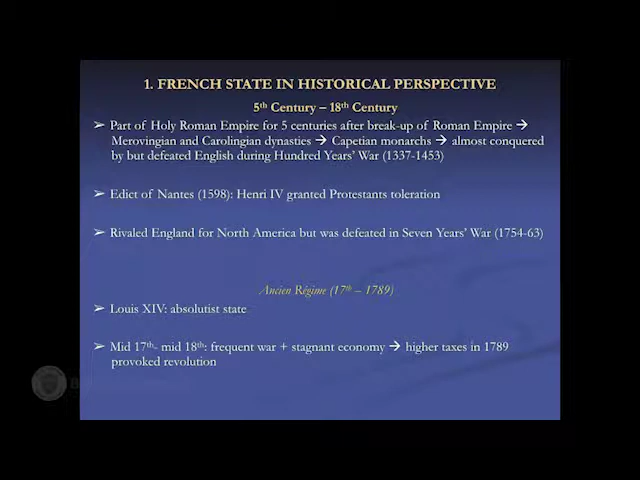 1. FRENCH STATE IN HISTORICAL PERSPECTIVE
5th Century – 18th Century
➢ Part of Holy Roman Empire for 5 centuries after break-up of Roman Empire →
Merovingian and Carolingian dynasties → Capetian monarchs → almost conquered
by but defeated English during Hundred Years' War (1337-1453)
➢ Edict of Nantes (1598): Henri IV granted Protestants toleration
➢ Rivaled England for North America but was defeated in Seven Years' War (1754-63)
Ancien Régime (17th – 1789)
➢ Louis XIV: absolutist state
➢ Mid 17th- mid 18th: frequent war + stagnant economy → higher taxes in 1789
provoked revolution